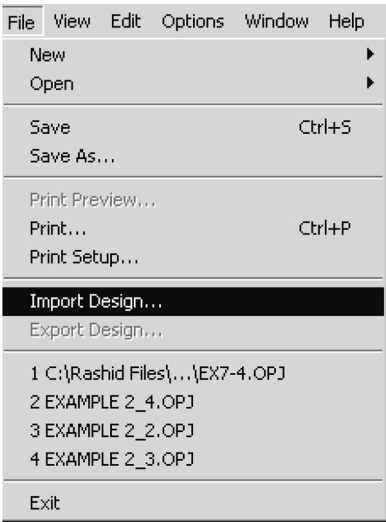 File View Edit Options Window Help
New
Open
Save Ctrl+S
Save As...
Print Preview...
Print... Ctrl+P
Print Setup...
Import Design...
Export Design...
1 C:\Rashid Files\...\EX7-4.OPJ
2 EXAMPLE 2_4.OPJ
3 EXAMPLE 2_2.OPJ
4 EXAMPLE 2_3.OPJ
Exit